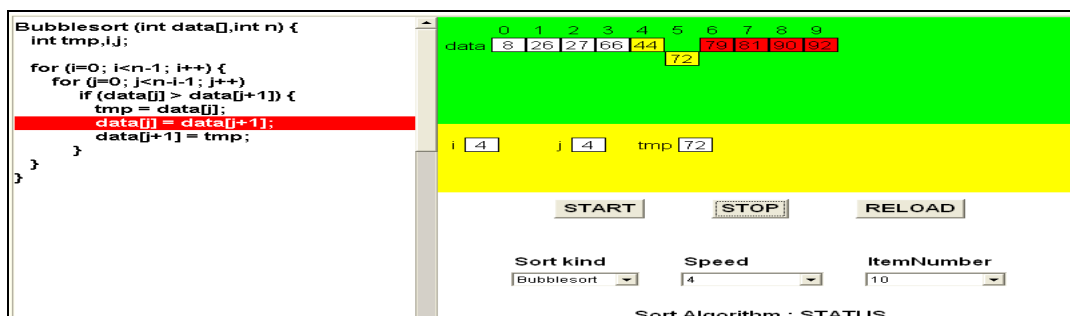 Bubblesort (int data[],int n) {
int tmp,i,j;
for (i=0; i<n-1; i++) {
for (j=0; j<n-i-1; j++)
if (data[j] > data[j+1]) {
tmp = data[j];
data[j] = data[j+1];
data[j+1] = tmp;
}
}
}
0 1 2 3 4 5 6 7 8 9
data 8 26 27 66 44 79 81 90 92
72
i 4 j 4 tmp 72
START STOP RELOAD
Sort kind Speed ItemNumber
Bubblesort 4 10
Sort Algorithm : STATUS